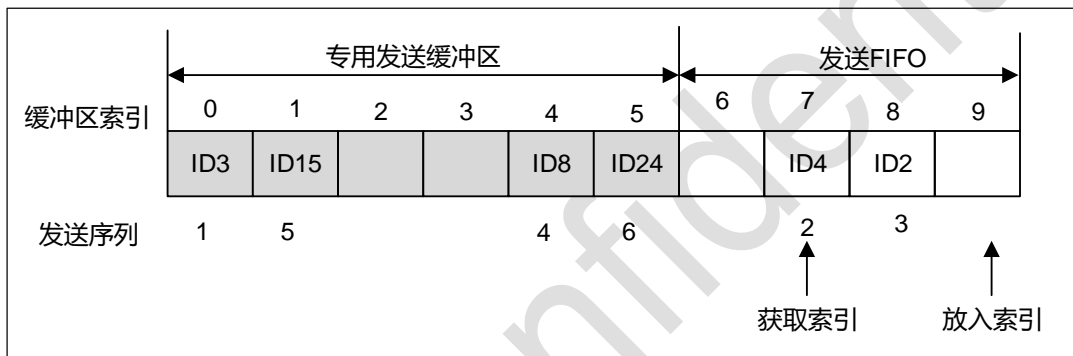 专用发送缓冲区 发送FIFO
缓冲区索引 0 1 2 3 4 5 6 7 8 9
ID3 ID15 ID8 ID24 ID4 ID2
发送序列 1 5 4 6 2 3
获取索引 放入索引